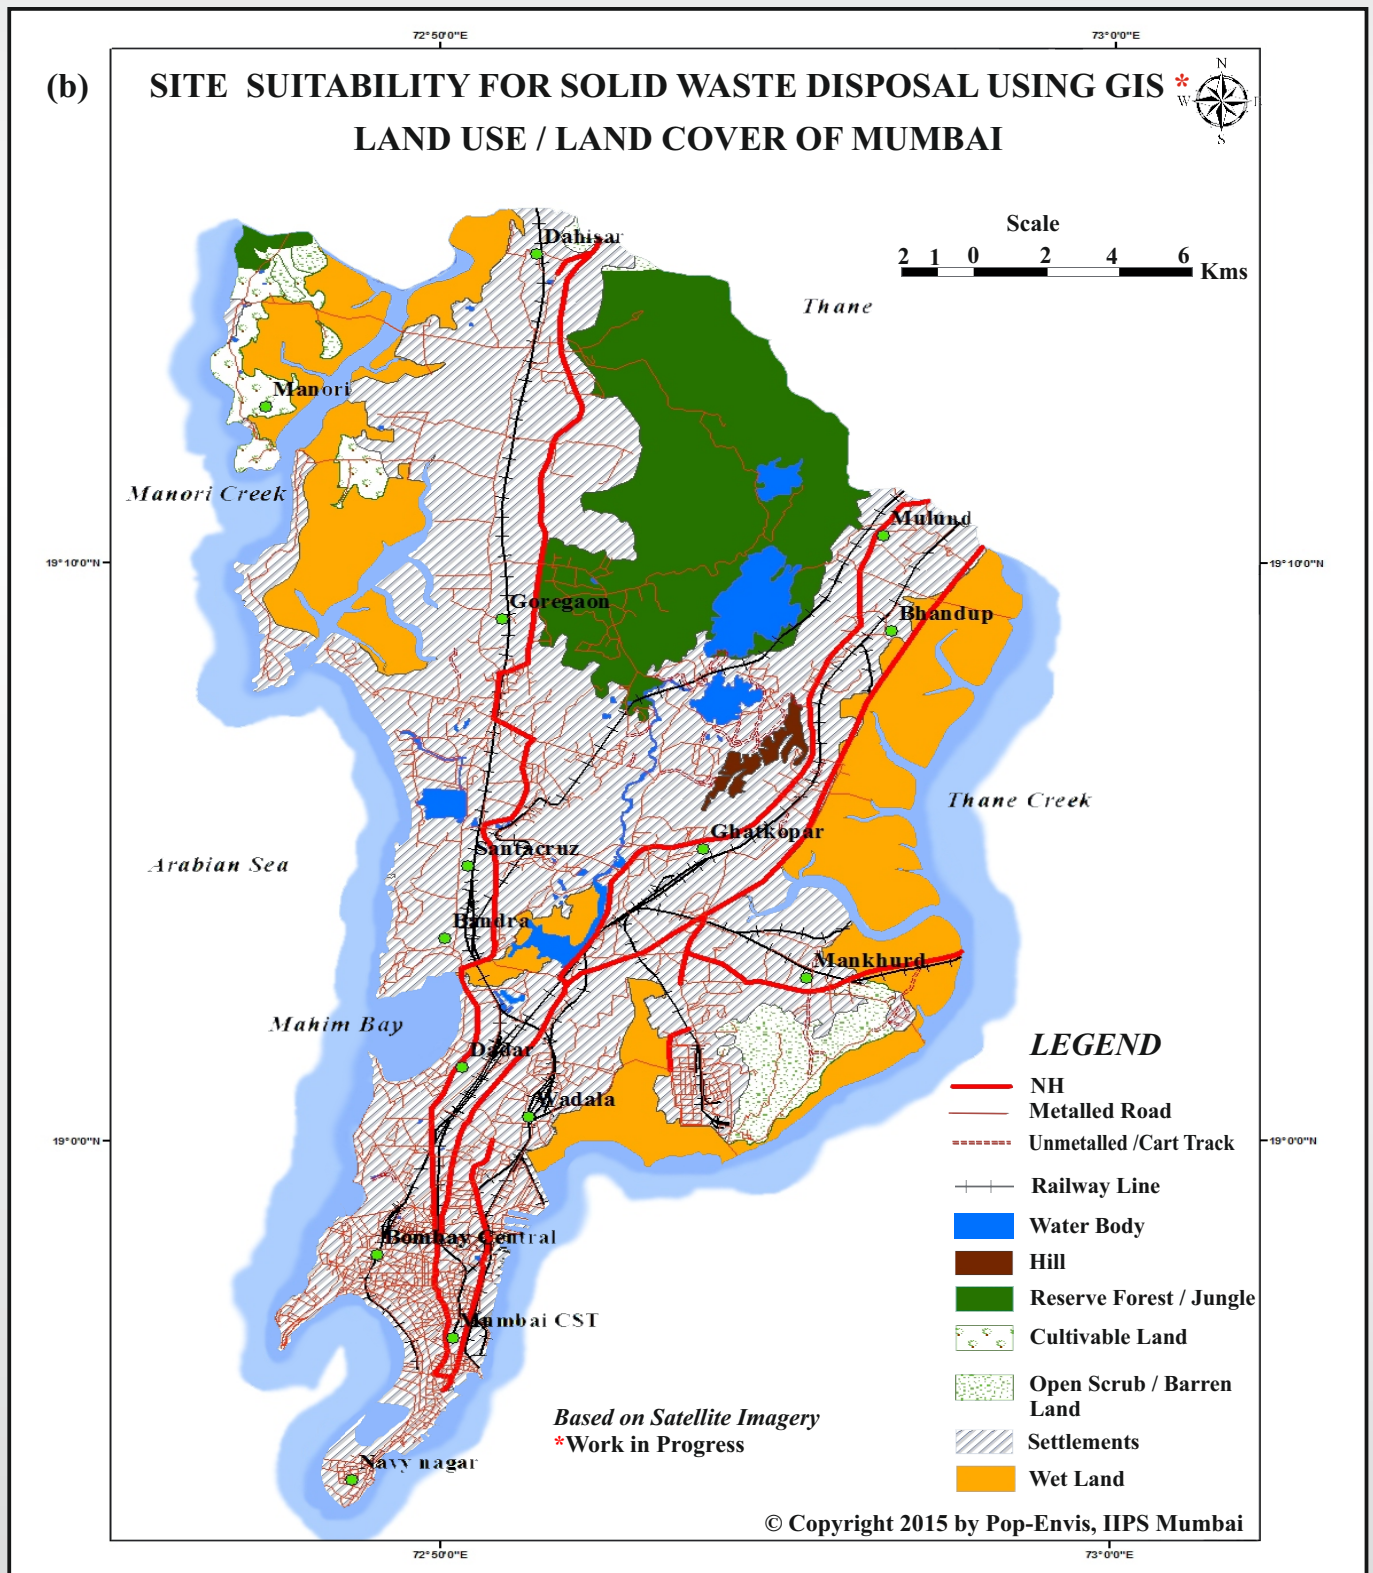 72°50'0"E
73°0'0"E
(b)
SITE SUITABILITY FOR SOLID WASTE DISPOSAL USING GIS *
LAND USE / LAND COVER OF MUMBAI
N
W
E
S
Scale
2 1 0 2 4 6 Kms
Dahisar
Thane
Manori
Manori Creek
Mulund
19°10'0"N
19°10'0"N
Goregaon
Bhandup
Thane Creek
Ghatkopar
Santacruz
Arabian Sea
Bandra
Mankhurd
Mahim Bay
Dadar
Wadala
19°0'0"N
19°0'0"N
Bombay Central
Mumbai CST
Navy nagar
LEGEND
NH
Metalled Road
Unmetalled /Cart Track
Railway Line
Water Body
Hill
Reserve Forest / Jungle
Cultivable Land
Open Scrub / Barren
Land
Settlements
Wet Land
Based on Satellite Imagery
*Work in Progress
© Copyright 2015 by Pop-Envis, IIPS Mumbai
72°50'0"E
73°0'0"E